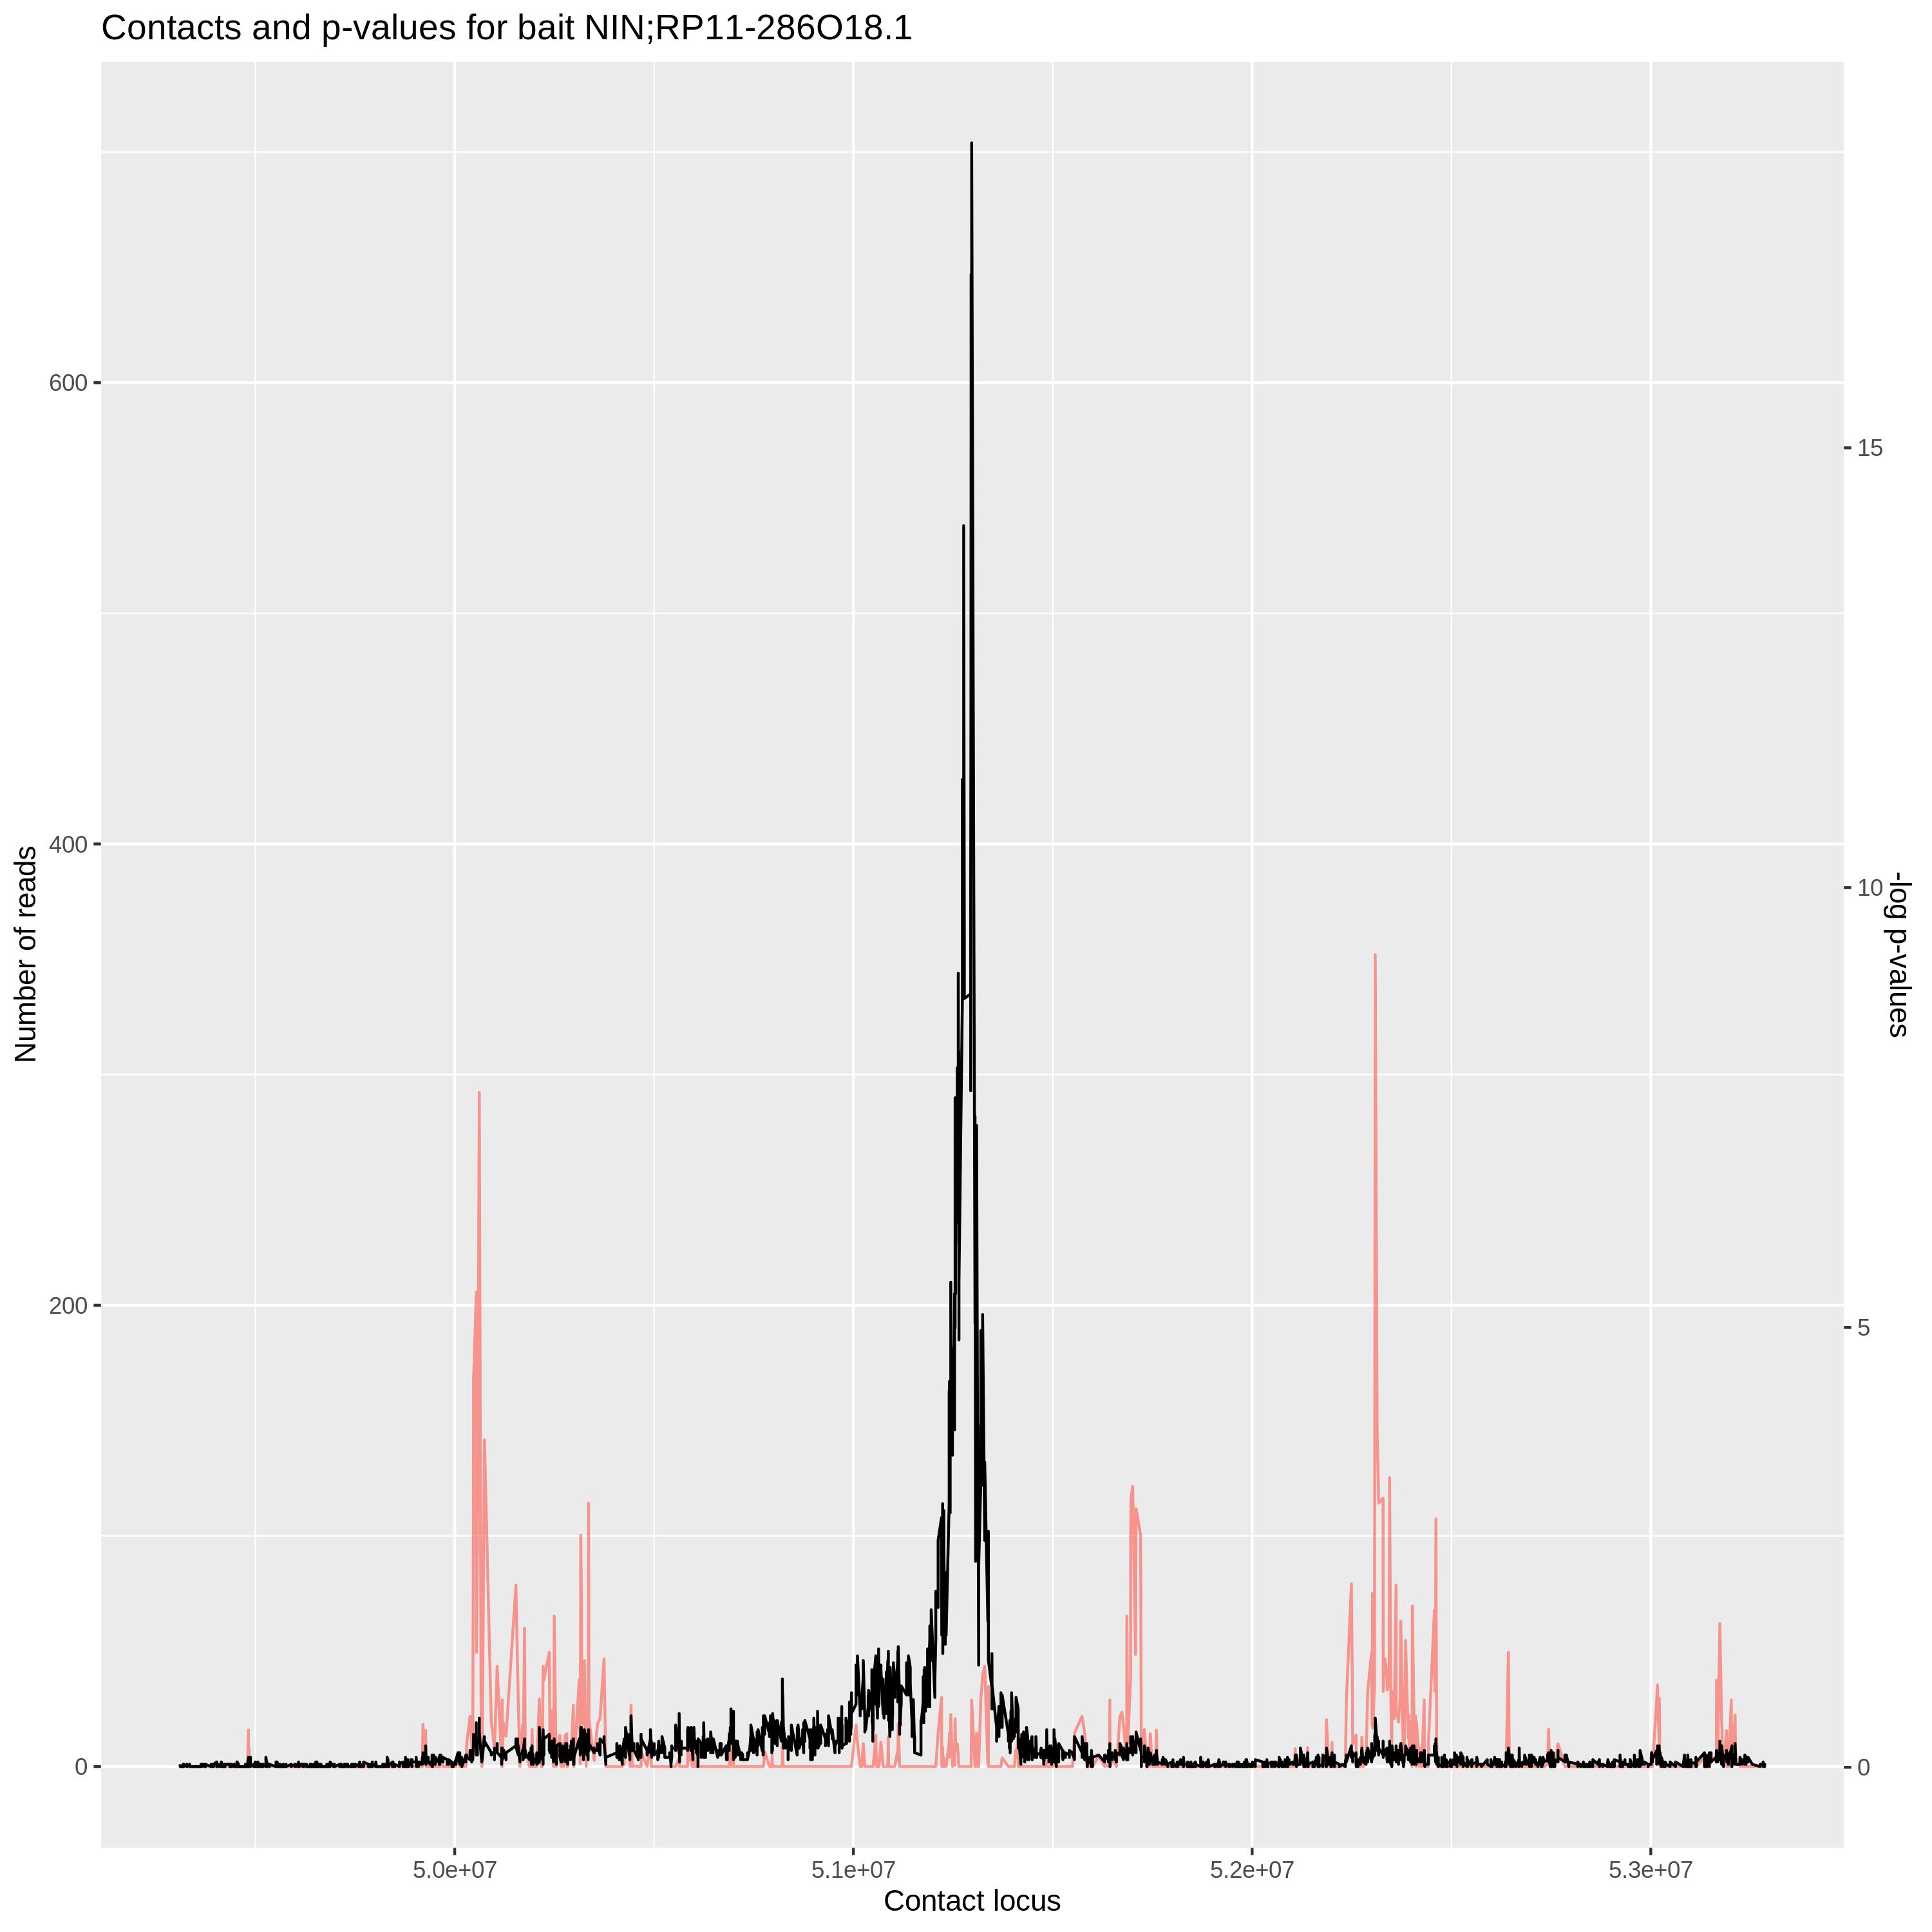 Contacts and p-values for bait NIN;RP11-286O18.1
600
400
200
0
Number of reads
15
10
5
0
-log p-values
5.0e+07
5.1e+07
5.2e+07
5.3e+07
Contact locus